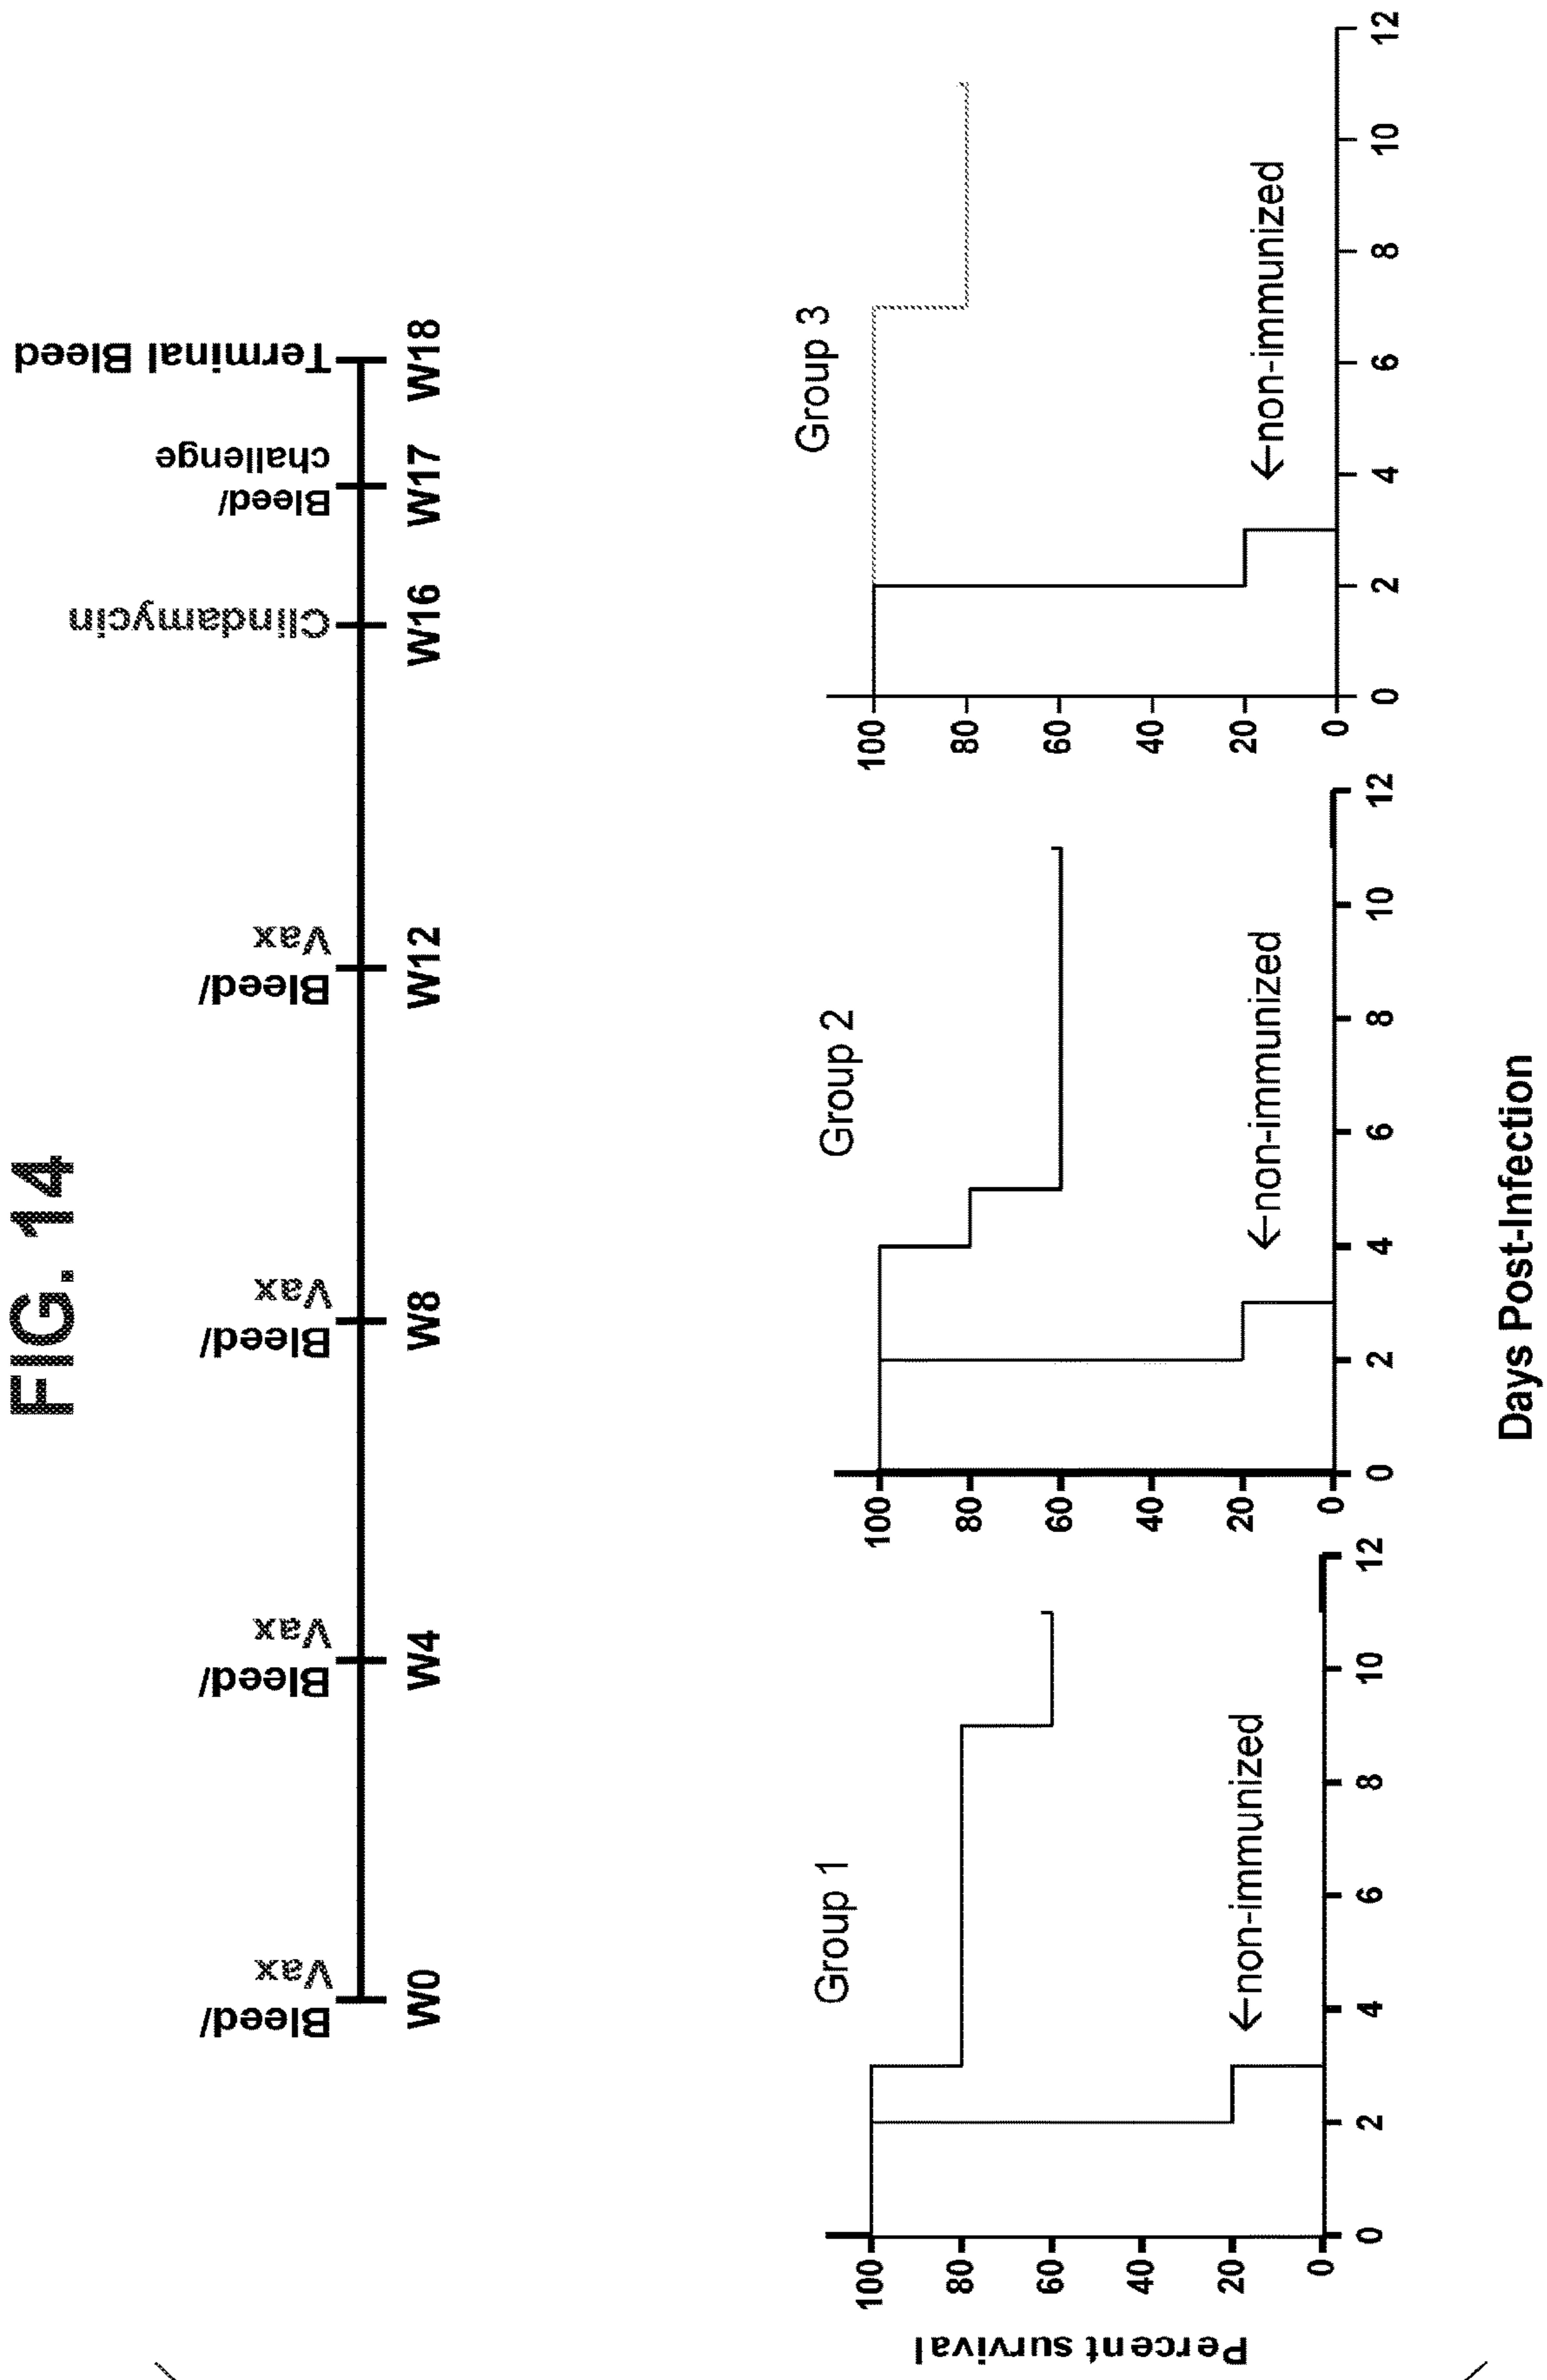 FIG. 14
Bleed/ Vax
Bleed/ Vax
Bleed/ Vax
Bleed/ Vax
Clindamycin
Bleed/ challenge
Terminal Bleed
W0 W4 W8 W12 W16 W17 W18
Percent survival
Group 1
100
80
60
40
20
0
←non-immunized
0 2 4 6 8 10 12
Group 2
100
80
60
40
20
0
←non-immunized
0 2 4 6 8 10 12
Group 3
100
80
60
40
20
0
←non-immunized
0 2 4 6 8 10 12
Days Post-Infection